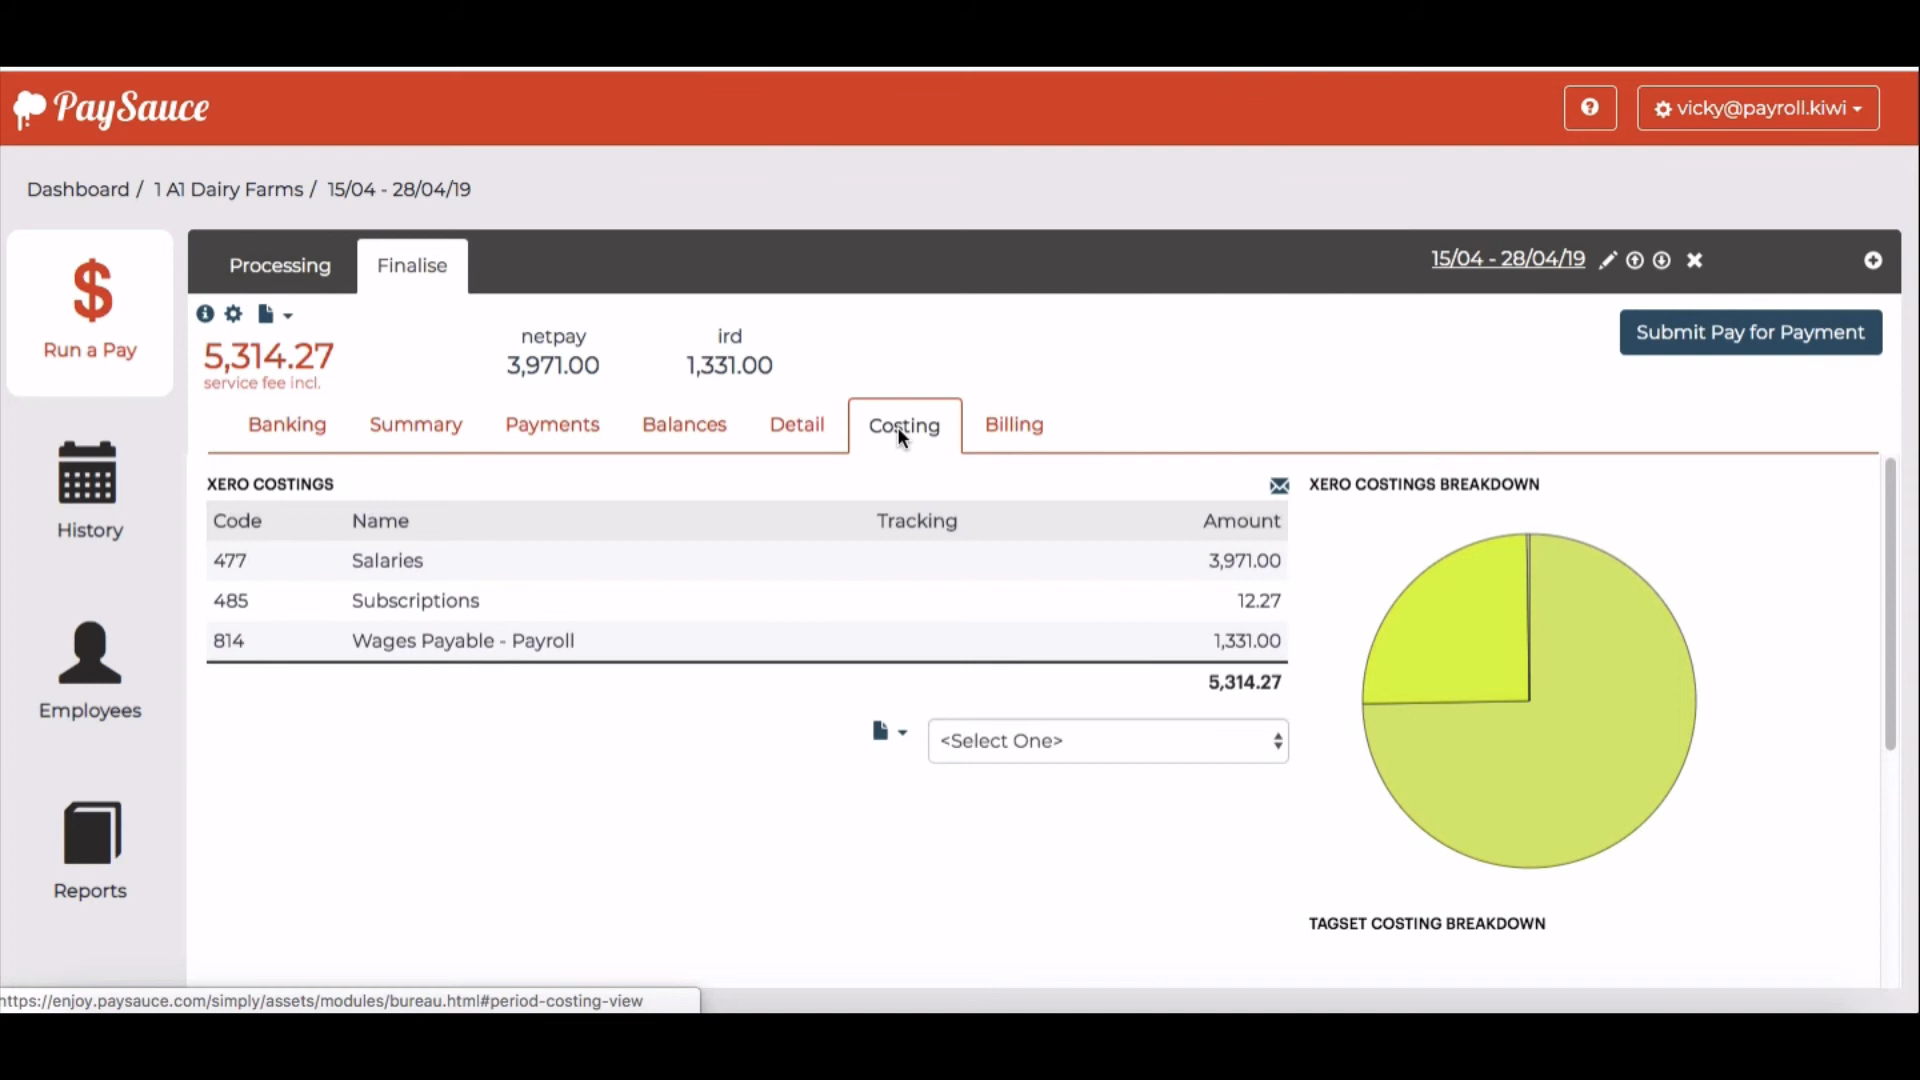 PaySauce
?
vicky@payroll.kiwi
Dashboard / 1 A1 Dairy Farms / 15/04 - 28/04/19
$
Run a Pay
History
Employees
Reports
Processing
Finalise
15/04 - 28/04/19
5,314.27
service fee incl.
netpay
3,971.00
ird
1,331.00
Submit Pay for Payment
Banking Summary Payments Balances Detail Costing Billing
XERO COSTINGS
Code Name Tracking Amount
477 Salaries 3,971.00
485 Subscriptions 12.27
814 Wages Payable - Payroll 1,331.00
5,314.27
<Select One>
XERO COSTINGS BREAKDOWN
TAGSET COSTING BREAKDOWN
https://enjoy.paysauce.com/simply/assets/modules/bureau.html#period-costing-view